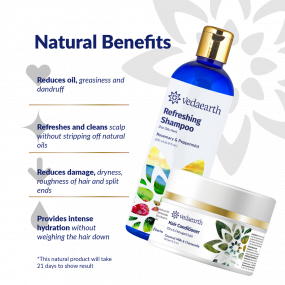 Natural Benefits
Reduces oil, greasiness and
dandruff
Refreshes and cleans scalp
without stripping off natural
oils
Reduces damage, dryness,
roughness of hair and split
ends
Provides intense
hydration without
weighing the hair down
*This natural product will take
21 days to show result
Vedaearth
Refreshing
Shampoo
Rosemary & Peppermint
Vedaearth
Hair Conditioner